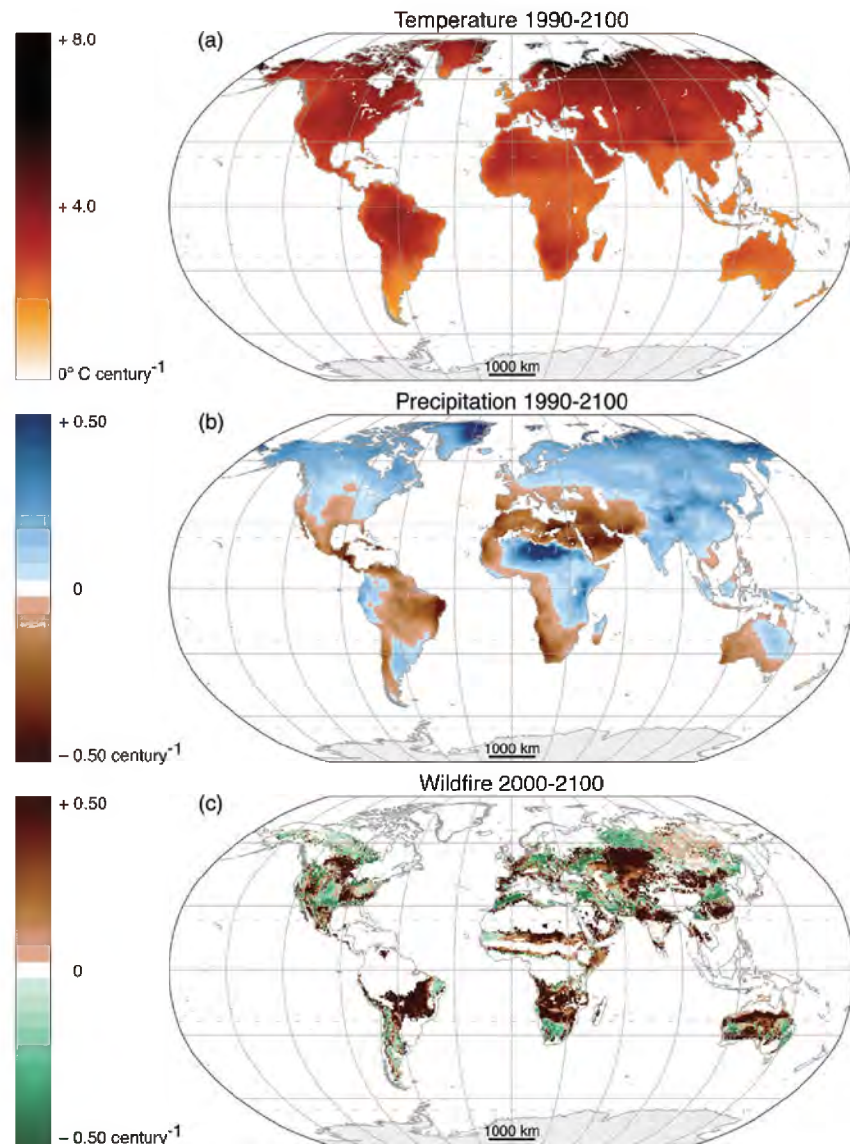 Temperature 1990-2100
(a)
+ 8.0
+ 4.0
0° C century-1
1000 km
Precipitation 1990-2100
(b)
+ 0.50
0
– 0.50 century-1
1000 km
Wildfire 2000-2100
(c)
+ 0.50
0
– 0.50 century-1
1000 km